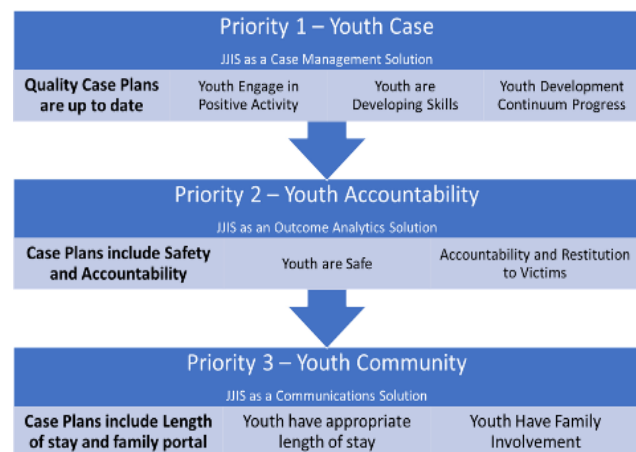 Priority 1 – Youth Case
JJIS as a Case Management Solution
Quality Case Plans
are up to date
Youth Engage in
Positive Activity
Youth are
Developing Skills
Youth Development
Continuum Progress
Priority 2 – Youth Accountability
JJIS as an Outcome Analytics Solution
Case Plans include Safety
and Accountability
Youth are Safe
Accountability and Restitution
to Victims
Priority 3 – Youth Community
JJIS as a Communications Solution
Case Plans include Length
of stay and family portal
Youth have appropriate
length of stay
Youth Have Family
Involvement